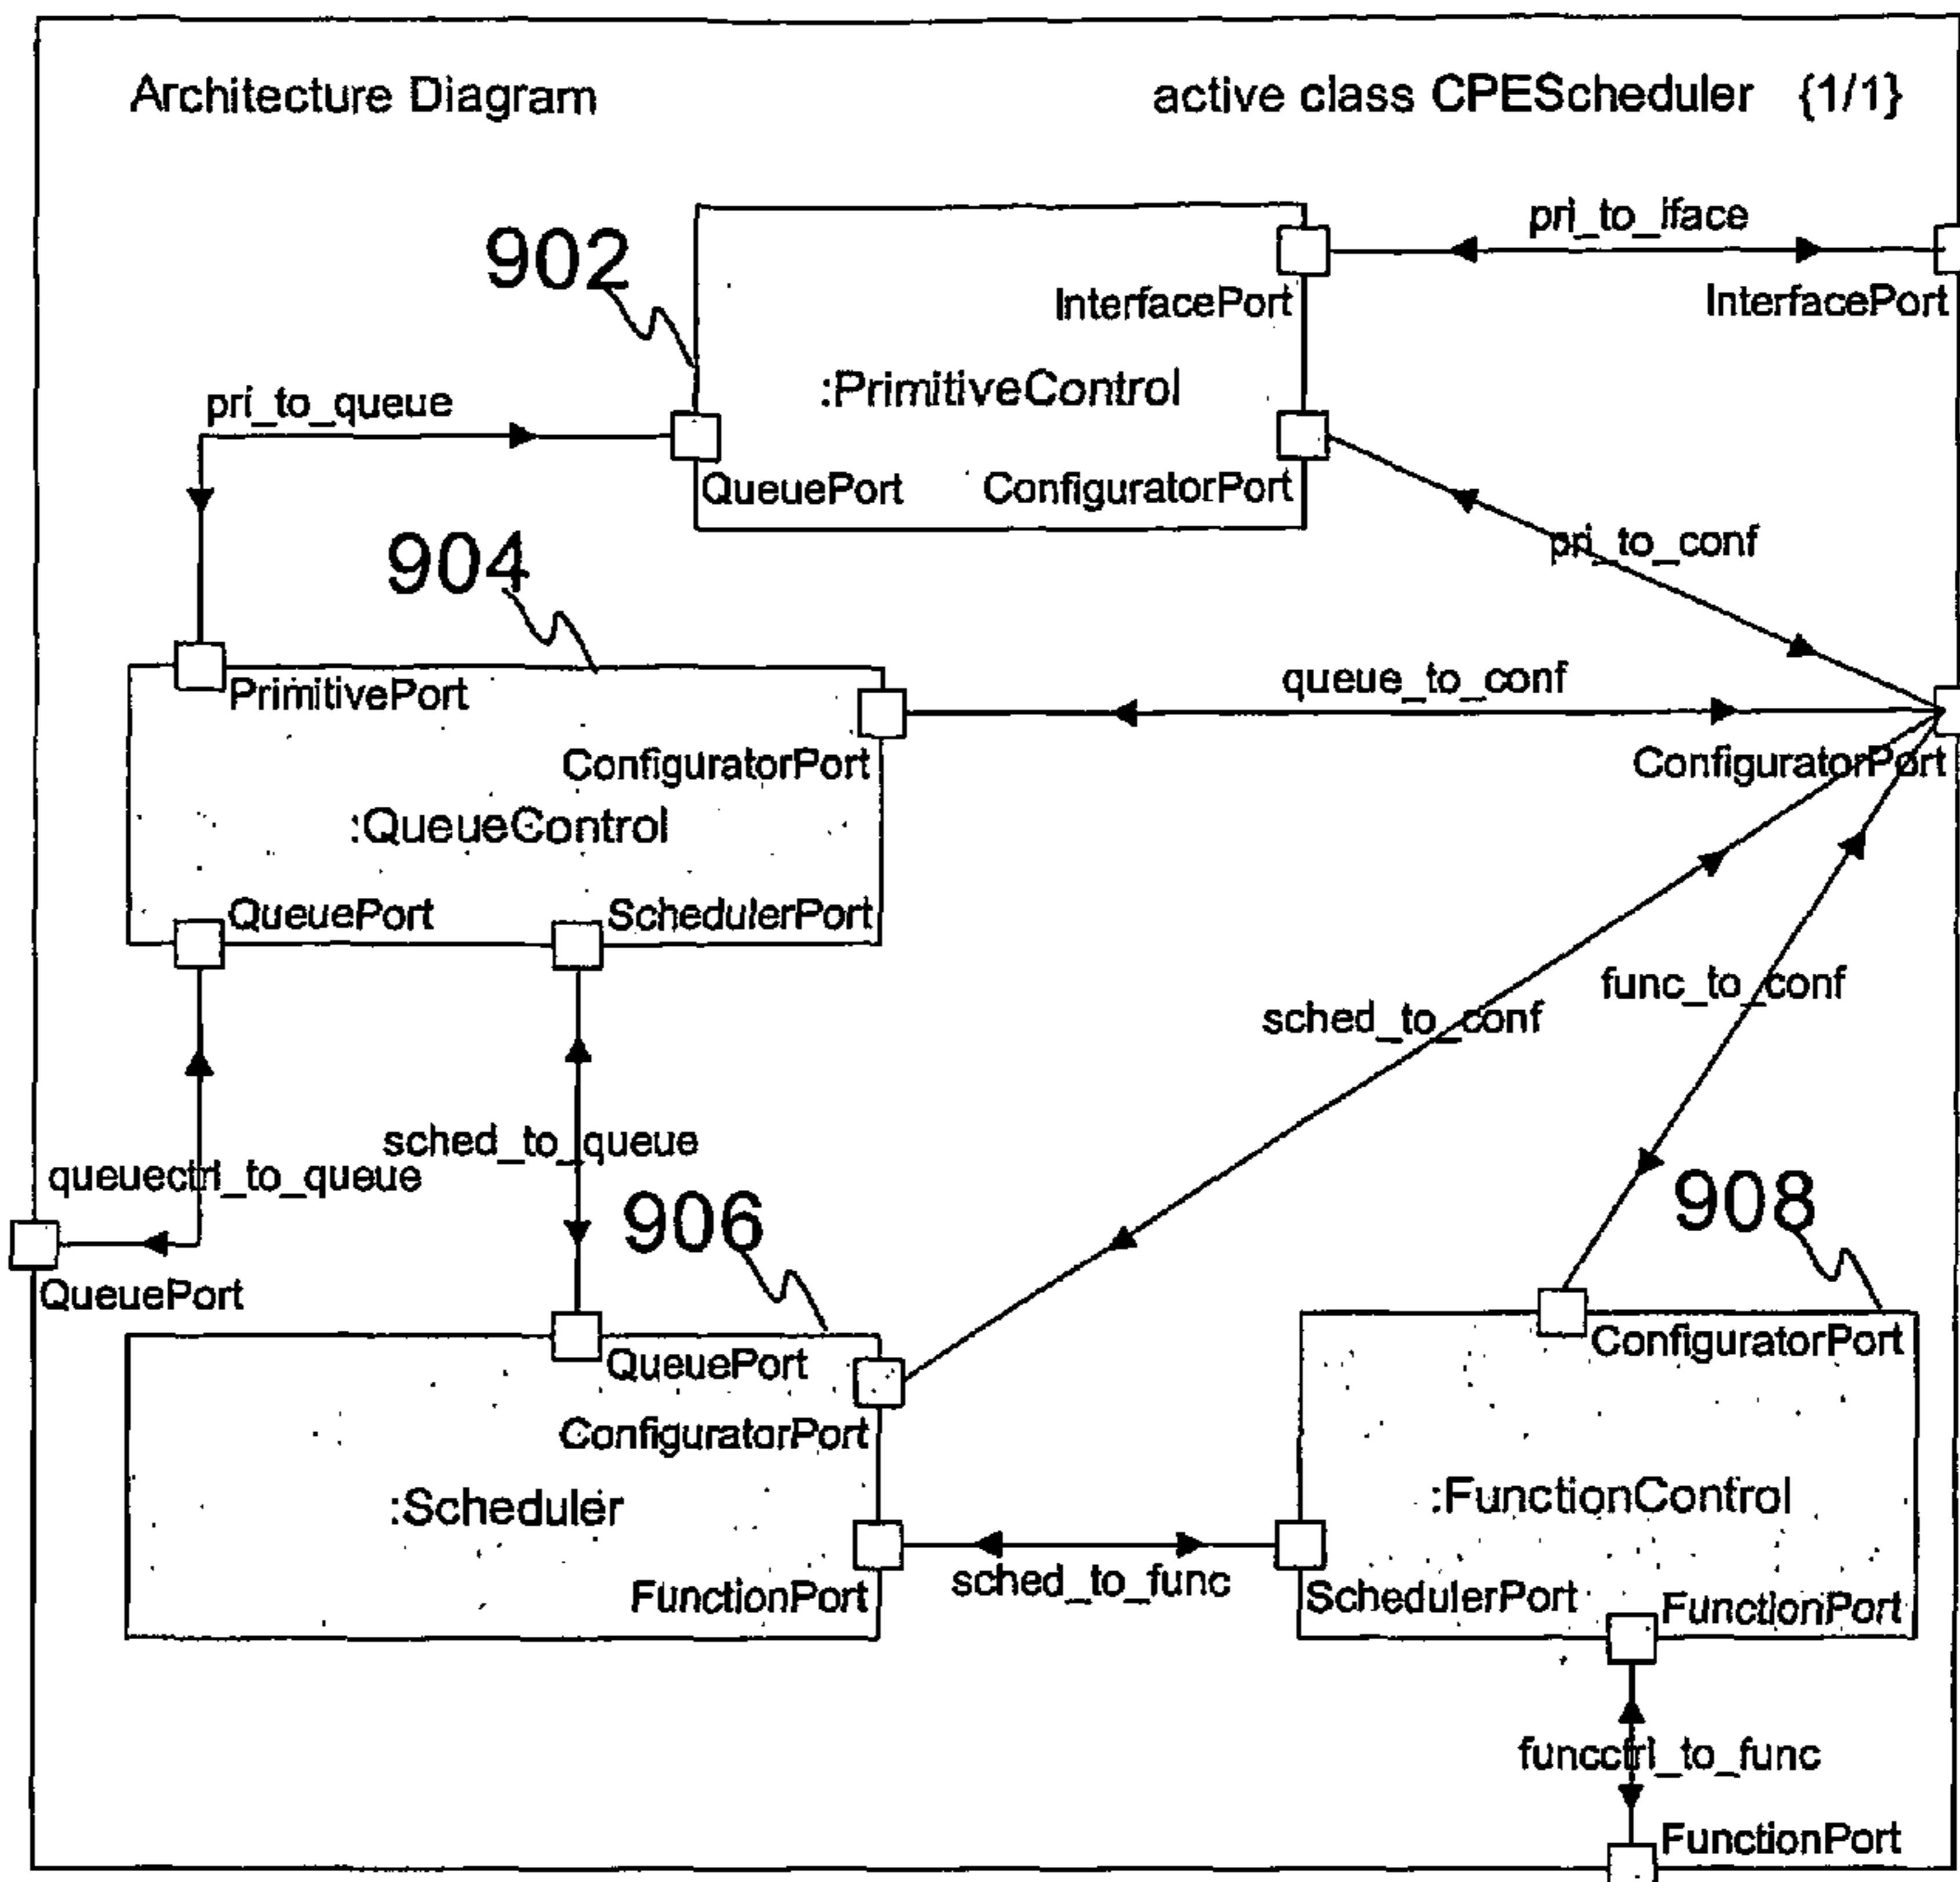 Architecture Diagram
active class CPEScheduler {1/1}
pri_to_iface
902
InterfacePort
InterfacePort
:PrimitiveControl
pri_to_queue
QueuePort
ConfiguratorPort
pri_to_conf
904
queue_to_conf
PrimitivePort
ConfiguratorPort
ConfiguratorPort
:QueueControl
QueuePort
SchedulerPort
func_to_conf
sched_to_conf
sched_to_queue
queuectrl_to_queue
908
906
QueuePort
ConfiguratorPort
QueuePort
ConfiguratorPort
:Scheduler
:FunctionControl
sched_to_func
FunctionPort
SchedulerPort
FunctionPort
funcctrl_to_func
FunctionPort